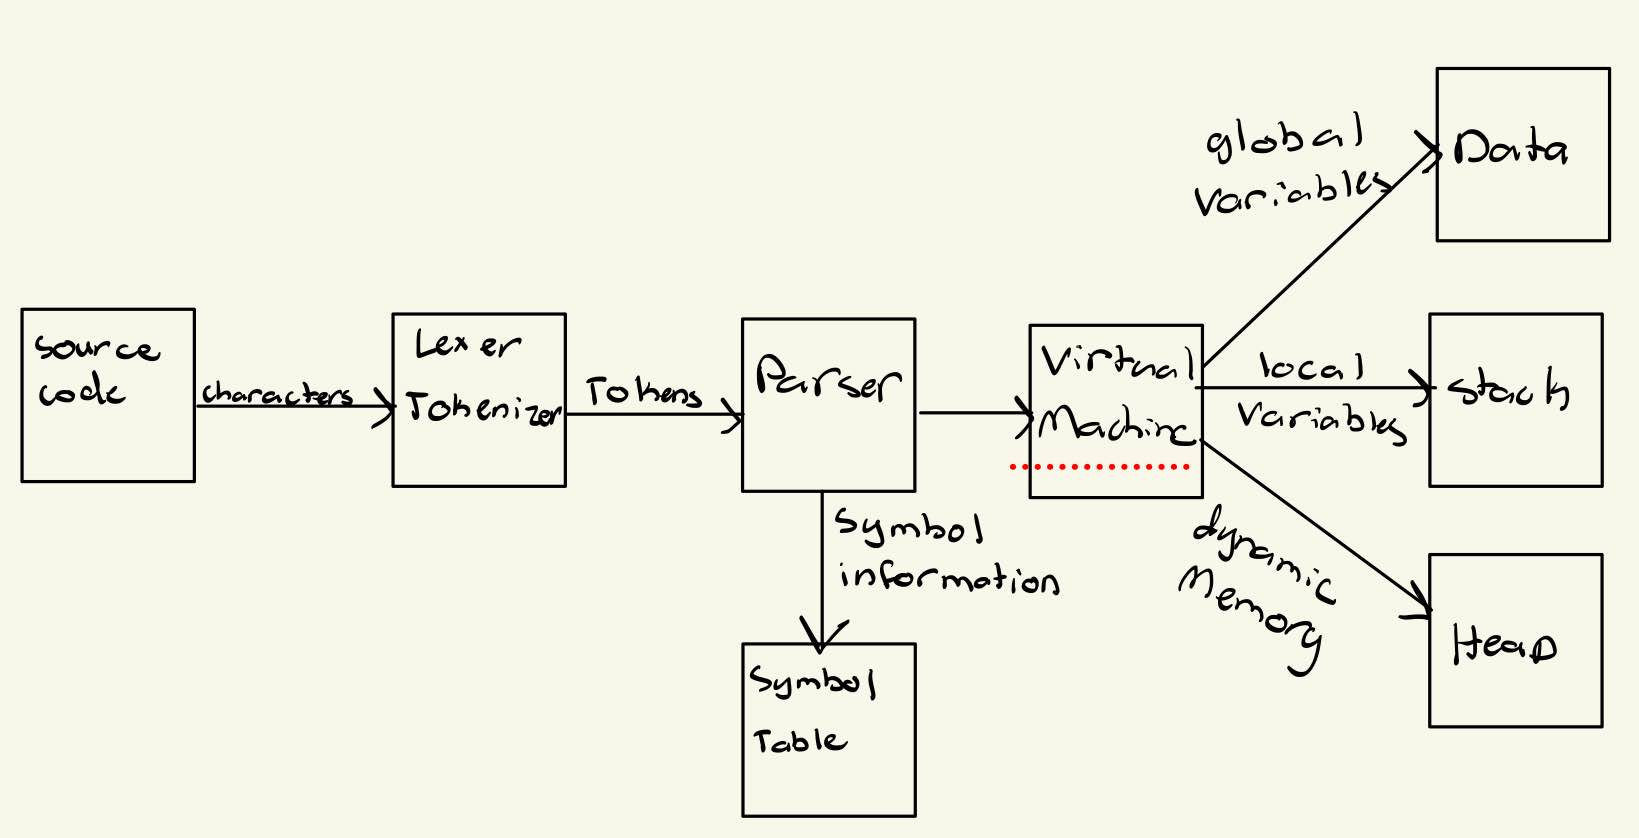 source
code
characters
Lexer
Tokenizer
Tokens
Parser
Symbol
information
Symbol
Table
Virtual
Machine
global
variables
Data
local
variables
stack
dynamic
Memory
Heap